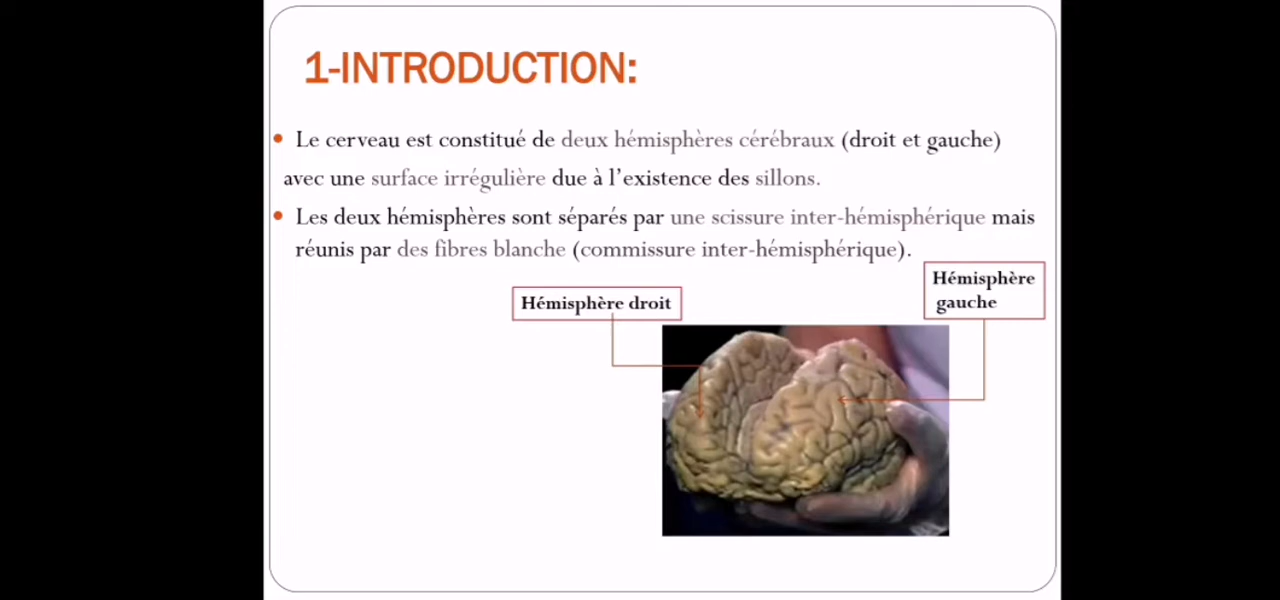 1-INTRODUCTION:
• Le cerveau est constitué de deux hémisphères cérébraux (droit et gauche)
avec une surface irrégulière due à l'existence des sillons.
• Les deux hémisphères sont séparés par une scissure inter-hémisphérique mais
réunis par des fibres blanche (commissure inter-hémisphérique).
Hémisphère droit
Hémisphère
gauche